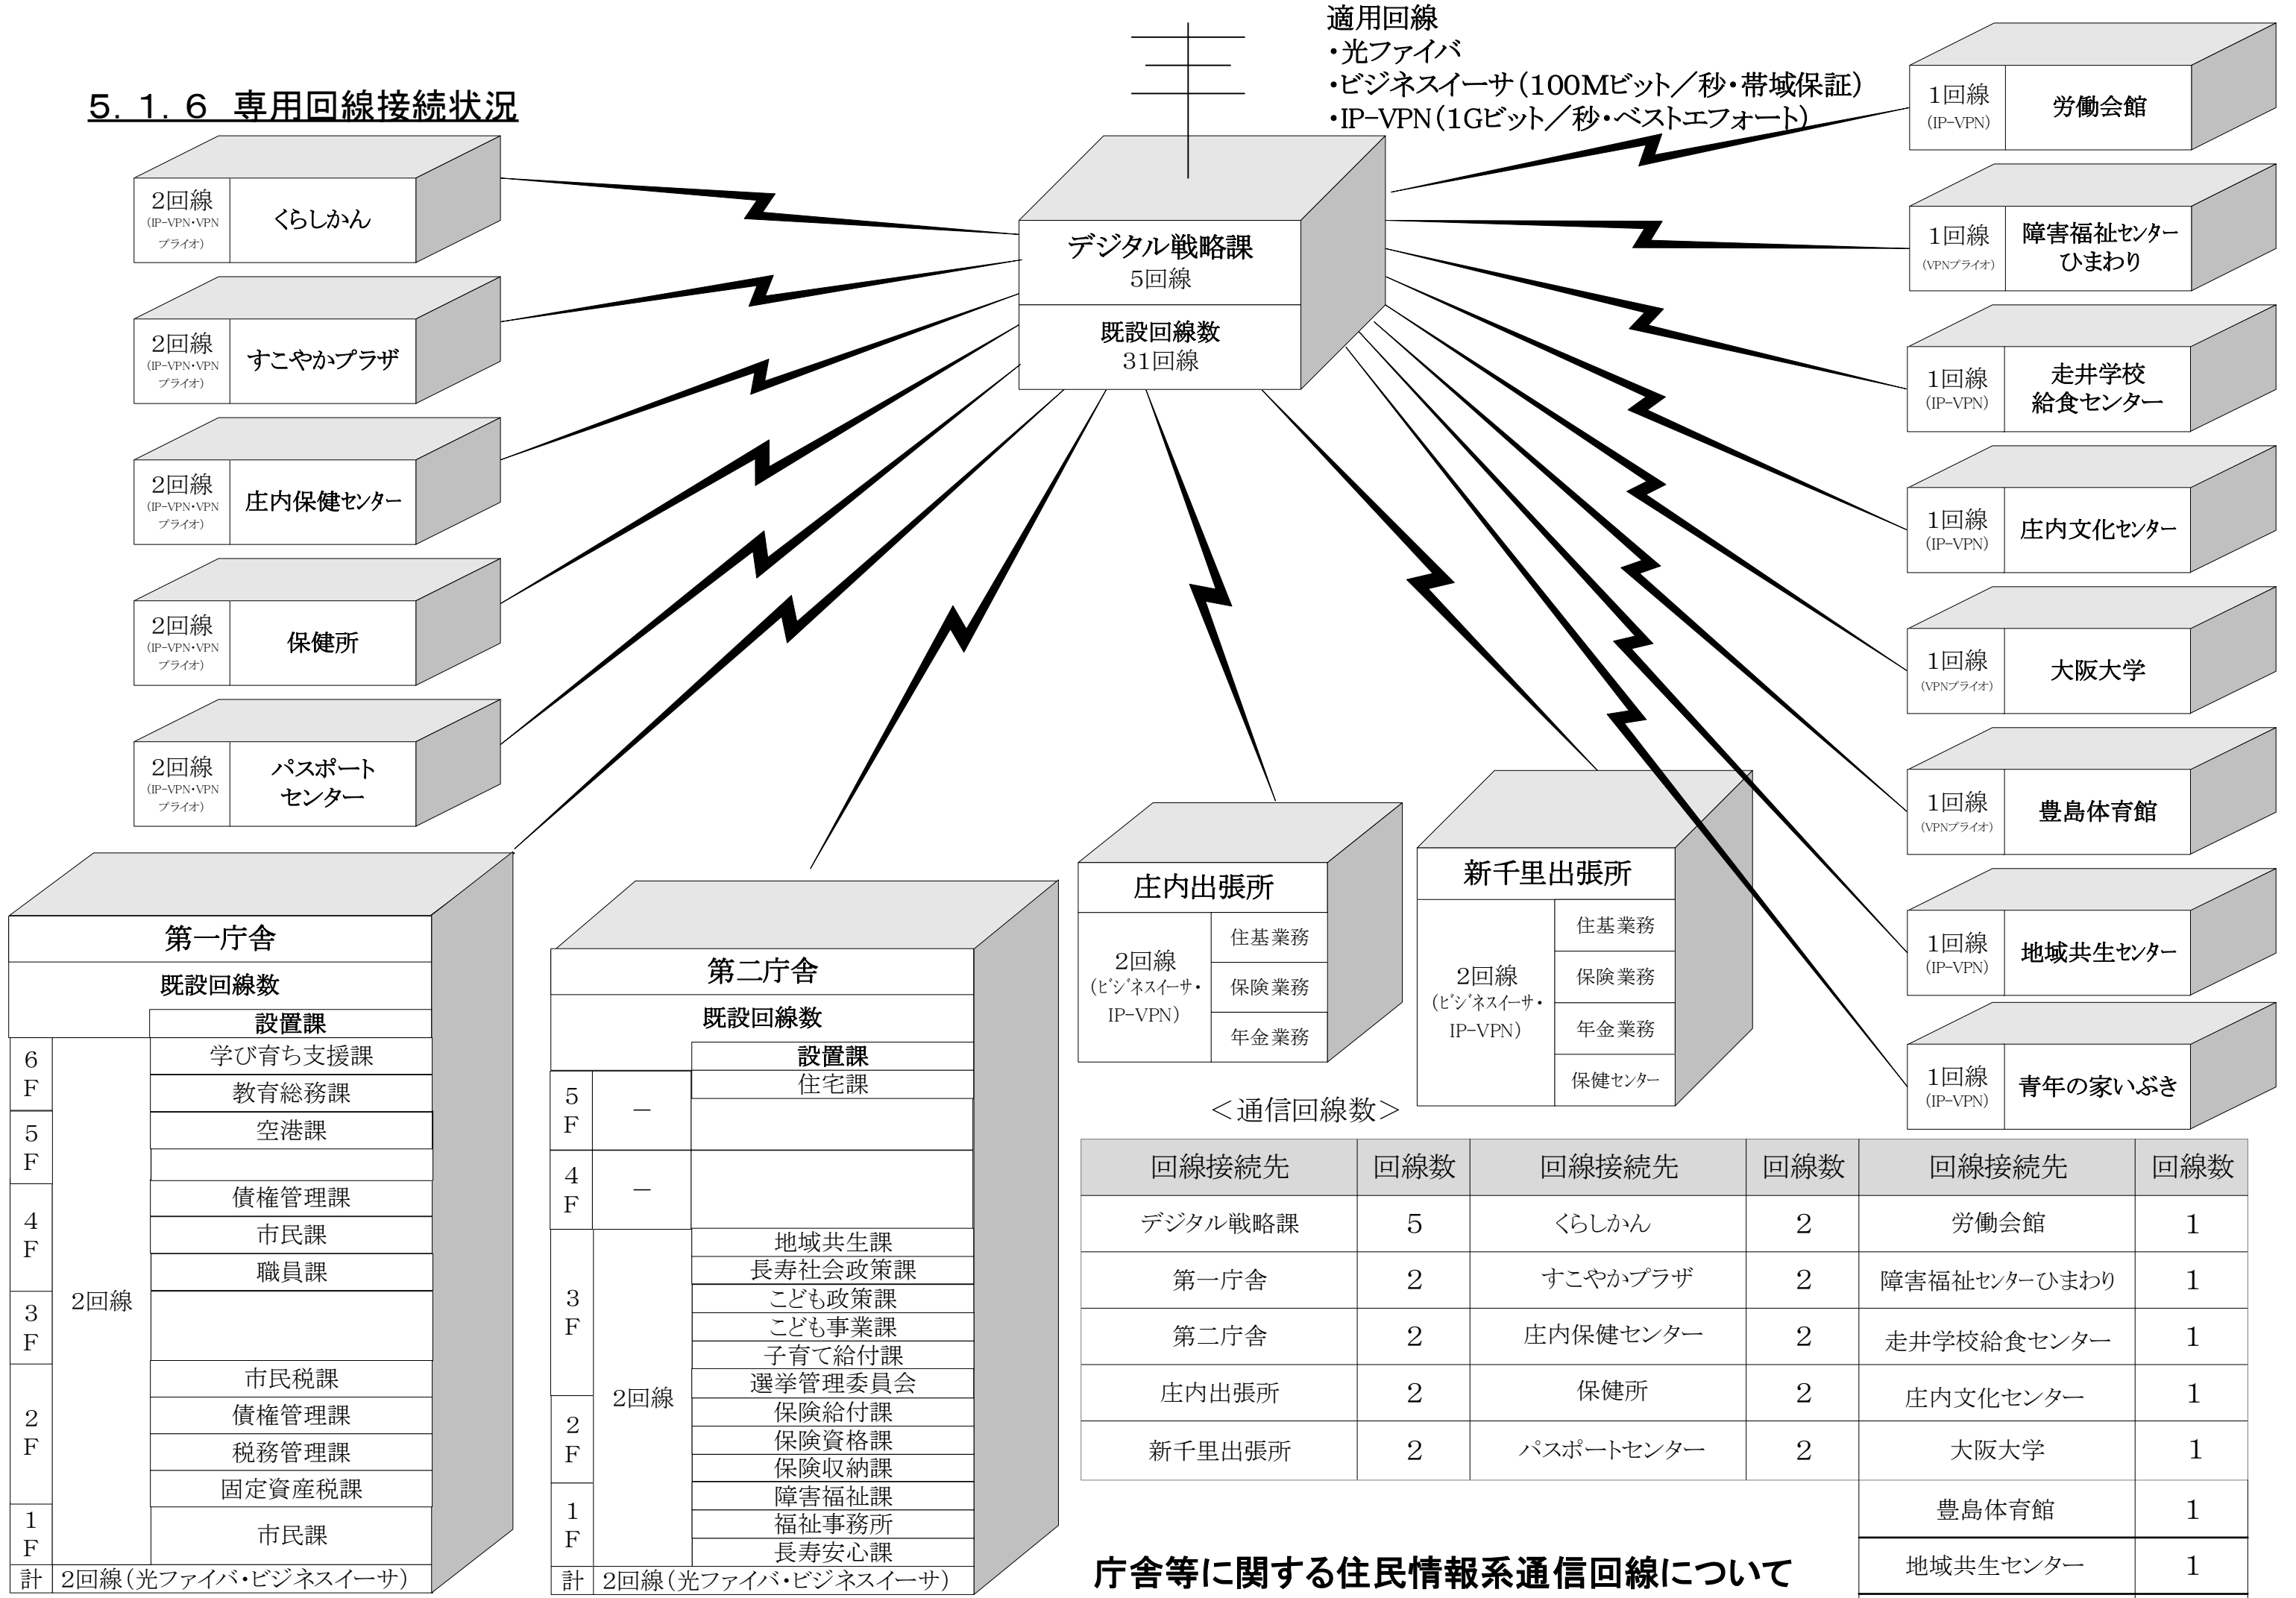 5.1.6 専用回線接続状況
適用回線
・光ファイバ
・ビジネスイーサ（100Mビット／秒・帯域保証）
・IP-VPN（1Gビット／秒・ベストエフォート）
デジタル戦略課
5回線
既設回線数
31回線
2回線
(IP-VPN・VPN
プライオ)
くらしかん
2回線
(IP-VPN・VPN
プライオ)
すこやかプラザ
2回線
(IP-VPN・VPN
プライオ)
庄内保健センター
2回線
(IP-VPN・VPN
プライオ)
保健所
2回線
(IP-VPN・VPN
プライオ)
パスポート
センター
1回線
(IP-VPN)
労働会館
1回線
(VPNプライオ)
障害福祉センター
ひまわり
1回線
(IP-VPN)
走井学校
給食センター
1回線
(IP-VPN)
庄内文化センター
1回線
(VPNプライオ)
大阪大学
1回線
(VPNプライオ)
豊島体育館
1回線
(IP-VPN)
地域共生センター
1回線
(IP-VPN)
青年の家いぶき
第一庁舎
既設回線数
設置課
6F
5F
4F
3F
2F
1F
2回線
学び育ち支援課
教育総務課
空港課
債権管理課
市民課
職員課
市民税課
債権管理課
税務管理課
固定資産税課
市民課
計 2回線（光ファイバ・ビジネスイーサ）
第二庁舎
既設回線数
設置課
5F －
4F －
3F
2F
1F
2回線
住宅課
地域共生課
長寿社会政策課
こども政策課
こども事業課
子育て給付課
選挙管理委員会
保険給付課
保険資格課
保険収納課
障害福祉課
福祉事務所
長寿安心課
計 2回線（光ファイバ・ビジネスイーサ）
庄内出張所
2回線
(ビジネスイーサ・
IP-VPN)
住基業務
保険業務
年金業務
新千里出張所
2回線
(ビジネスイーサ・
IP-VPN)
住基業務
保険業務
年金業務
保健センター
＜通信回線数＞
回線接続先 回線数 回線接続先 回線数 回線接続先 回線数
デジタル戦略課 5 くらしかん 2 労働会館 1
第一庁舎 2 すこやかプラザ 2 障害福祉センターひまわり 1
第二庁舎 2 庄内保健センター 2 走井学校給食センター 1
庄内出張所 2 保健所 2 庄内文化センター 1
新千里出張所 2 パスポートセンター 2 大阪大学 1
豊島体育館 1
地域共生センター 1
庁舎等に関する住民情報系通信回線について